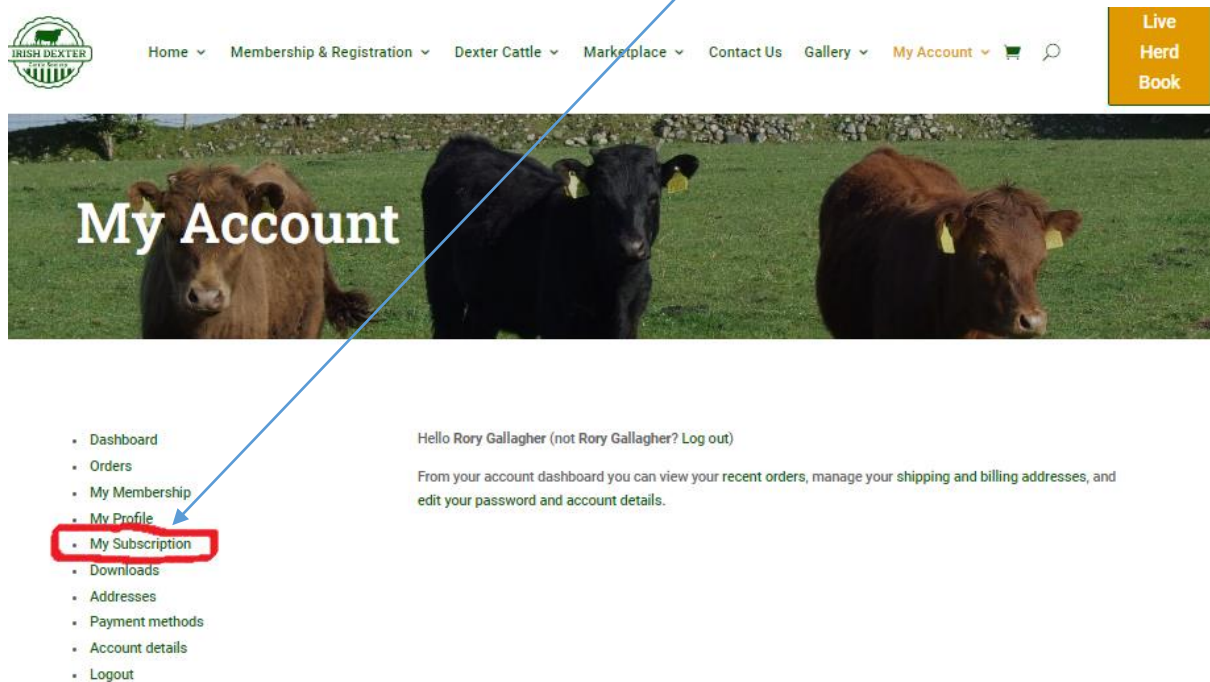 IRISH DEXTER
Home
Membership & Registration
Dexter Cattle
Marketplace
Contact Us
Gallery
My Account
Live
Herd
Book
My Account
Dashboard
Orders
My Membership
My Profile
My Subscription
Downloads
Addresses
Payment methods
Account details
Logout
Hello Rory Gallagher (not Rory Gallagher? Log out)
From your account dashboard you can view your recent orders, manage your shipping and billing addresses, and
edit your password and account details.